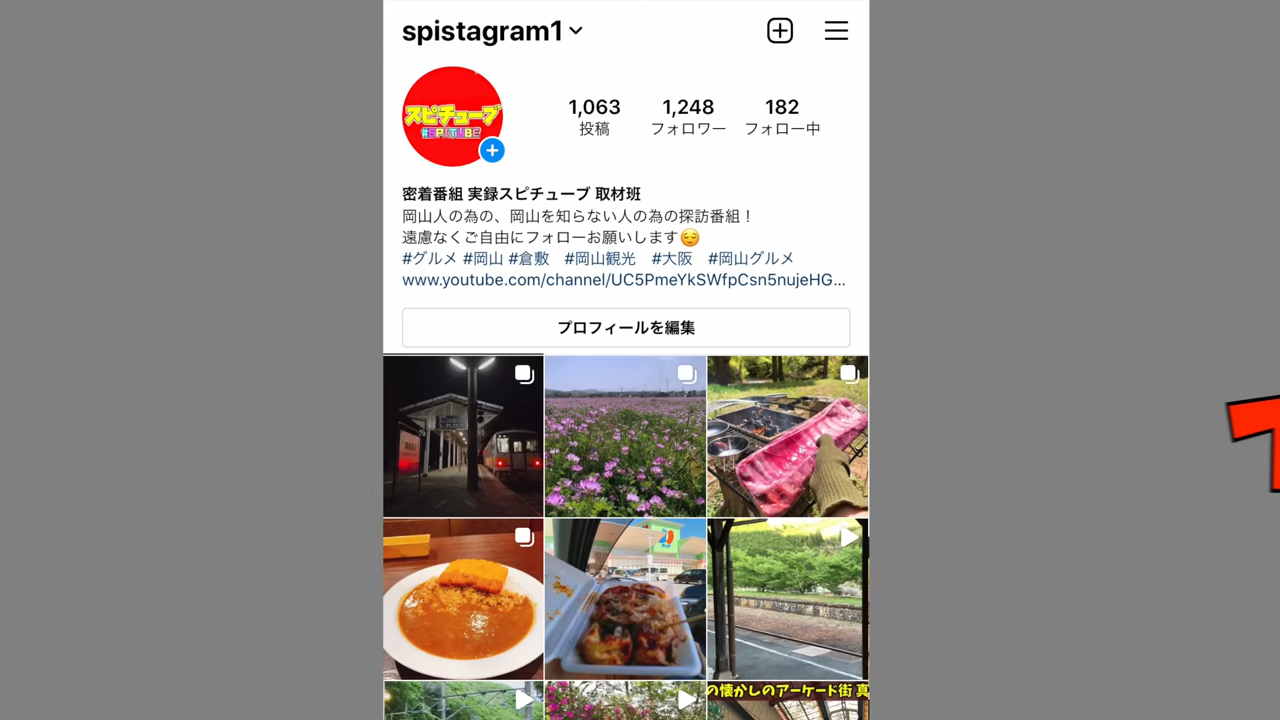 spistagram1
スピチューブ
#SPITUBE
1,063 1,248 182
投稿 フォロワー フォロー中
密着番組 実録スピチューブ 取材班
岡山人の為の、岡山を知らない人の為の探訪番組！
遠慮なくご自由にフォローお願いします😌
#グルメ #岡山 #倉敷　#岡山観光　#大阪　#岡山グルメ
www.youtube.com/channel/UC5PmeYkSWfpCsn5nujeHG...
プロフィールを編集
の懐かしのアーケード街 真